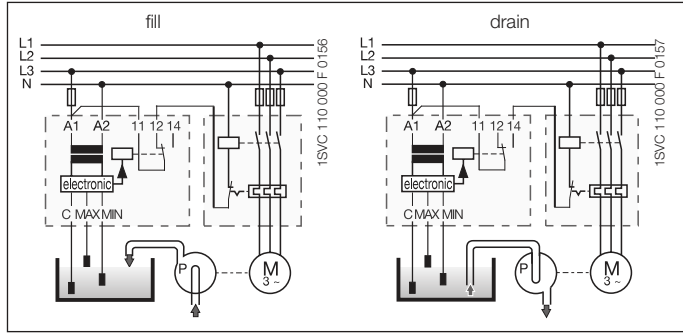 fill
L1
L2
L3
N
A1 A2 11 12 14
electronic
C MAX MIN
P
M
3 ~
1SVC 110 000 F 0156
drain
L1
L2
L3
N
A1 A2 11 12 14
electronic
C MAX MIN
P
M
3 ~
1SVC 110 000 F 0157